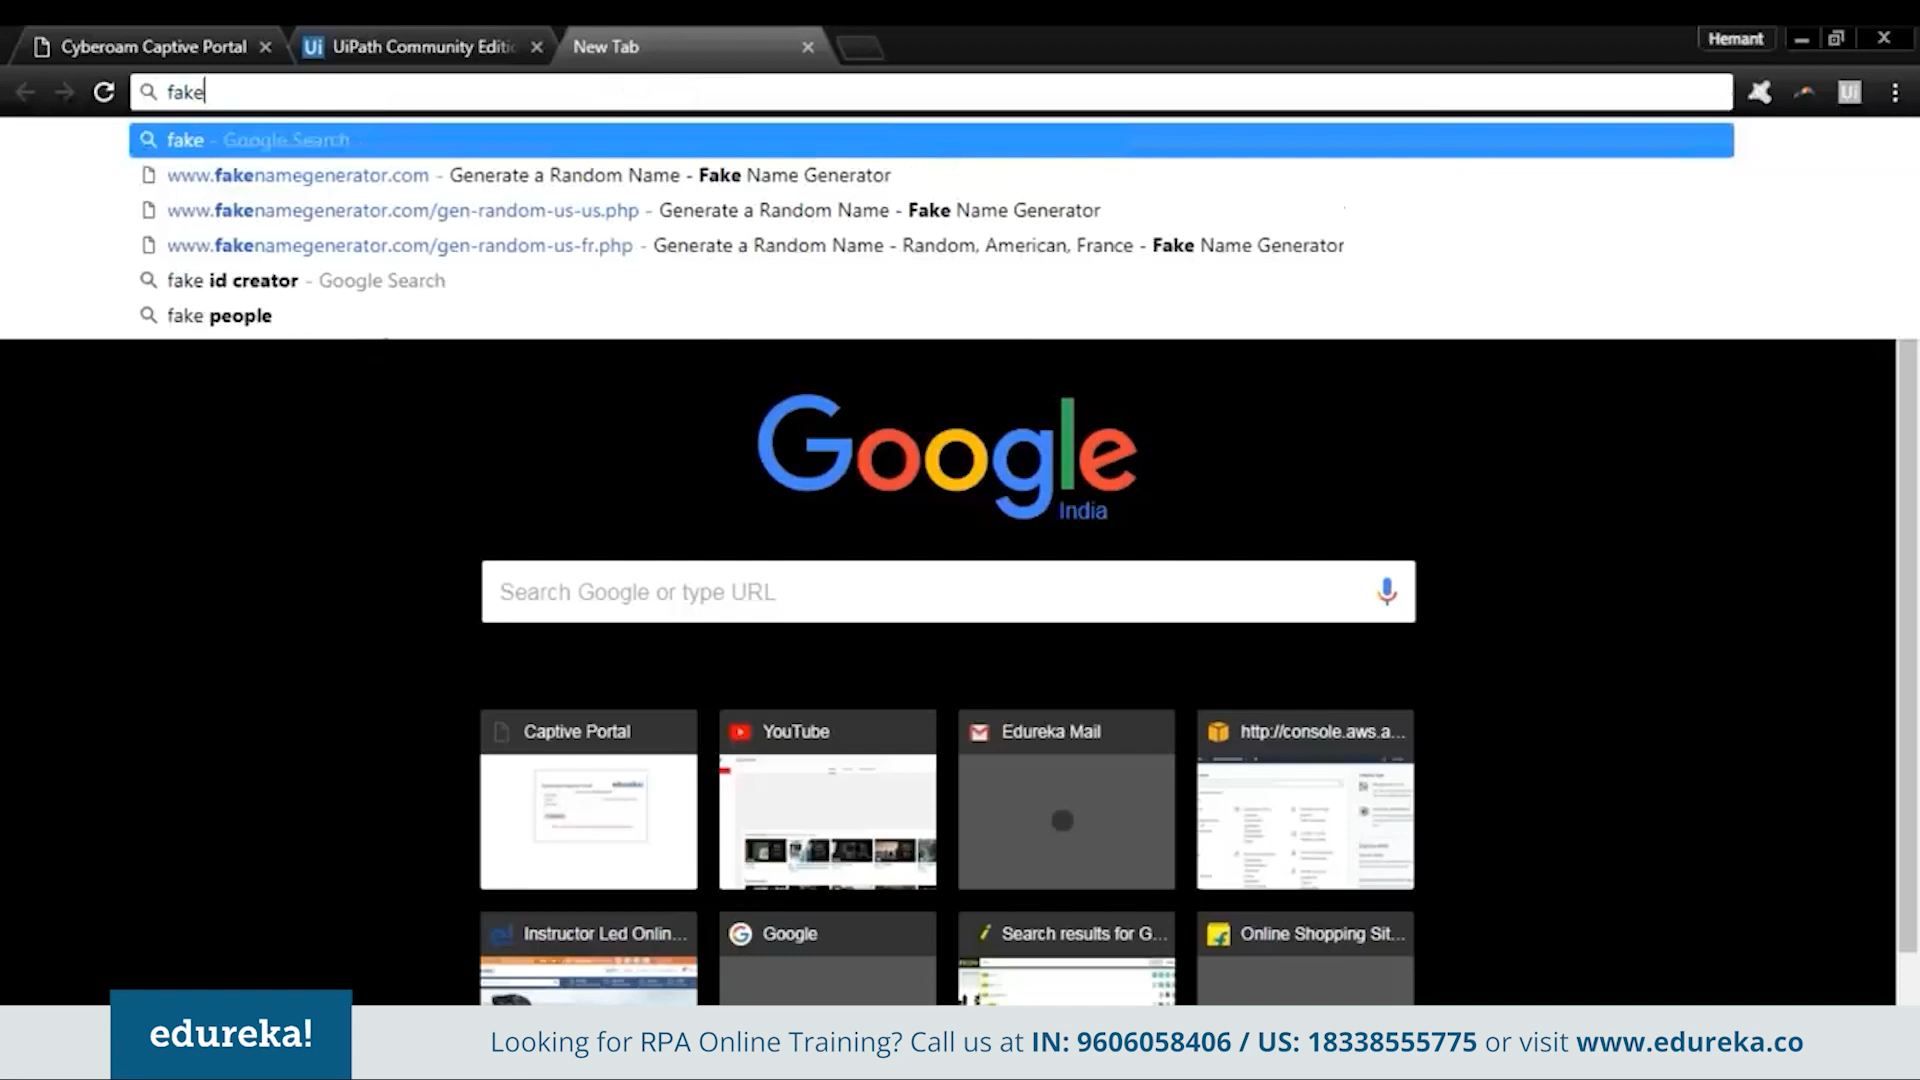 Cyberoam Captive Portal
UiPath Community Editi
New Tab
Hemant
fake
Ui
fake - Google Search
www.fakenamegenerator.com - Generate a Random Name - Fake Name Generator
www.fakenamegenerator.com/gen-random-us-us.php - Generate a Random Name - Fake Name Generator
www.fakenamegenerator.com/gen-random-us-fr.php - Generate a Random Name - Random, American, France - Fake Name Generator
fake id creator - Google Search
fake people
Google
India
Search Google or type URL
Captive Portal
YouTube
Edureka Mail
http://console.aws.a...
edureka!
Instructor Led Onlin...
Google
Search results for G...
Online Shopping Sit...
edureka!
Looking for RPA Online Training? Call us at IN: 9606058406 / US: 18338555775 or visit www.edureka.co